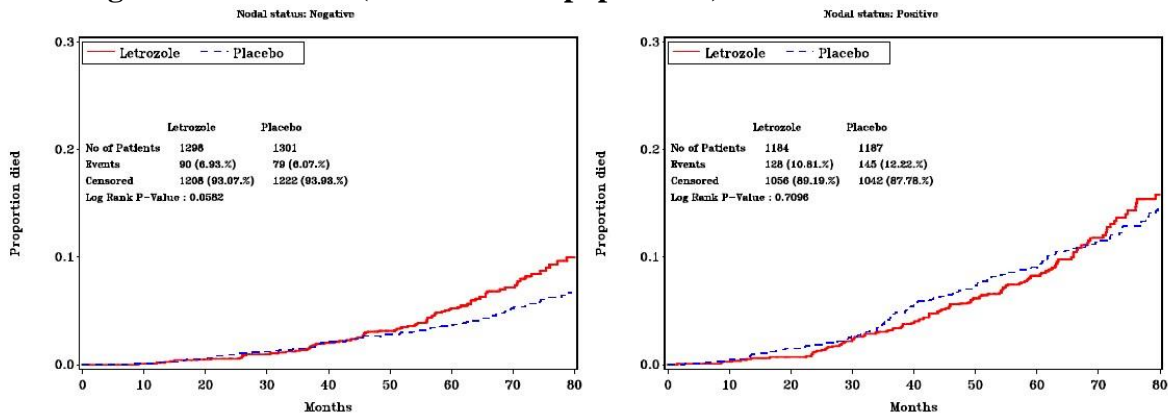 Nodal status: Negative
0.3
0.2
0.1
0.0
Letrozole Placebo
Letrozole Placebo
No of Patients 1298 1301
Events 90 (6.93.%) 79 (6.07.%)
Censored 1208 (93.07.%) 1222 (93.93.%)
Log Rank P-Value : 0.0582
Proportion died
0 10 20 30 40 50 60 70 80
Months
Nodal status: Positive
0.3
0.2
0.1
0.0
Letrozole Placebo
Letrozole Placebo
No of Patients 1184 1187
Events 128 (10.81.%) 145 (12.22.%)
Censored 1056 (89.19.%) 1042 (87.78.%)
Log Rank P-Value : 0.7096
Proportion died
0 10 20 30 40 50 60 70 80
Months